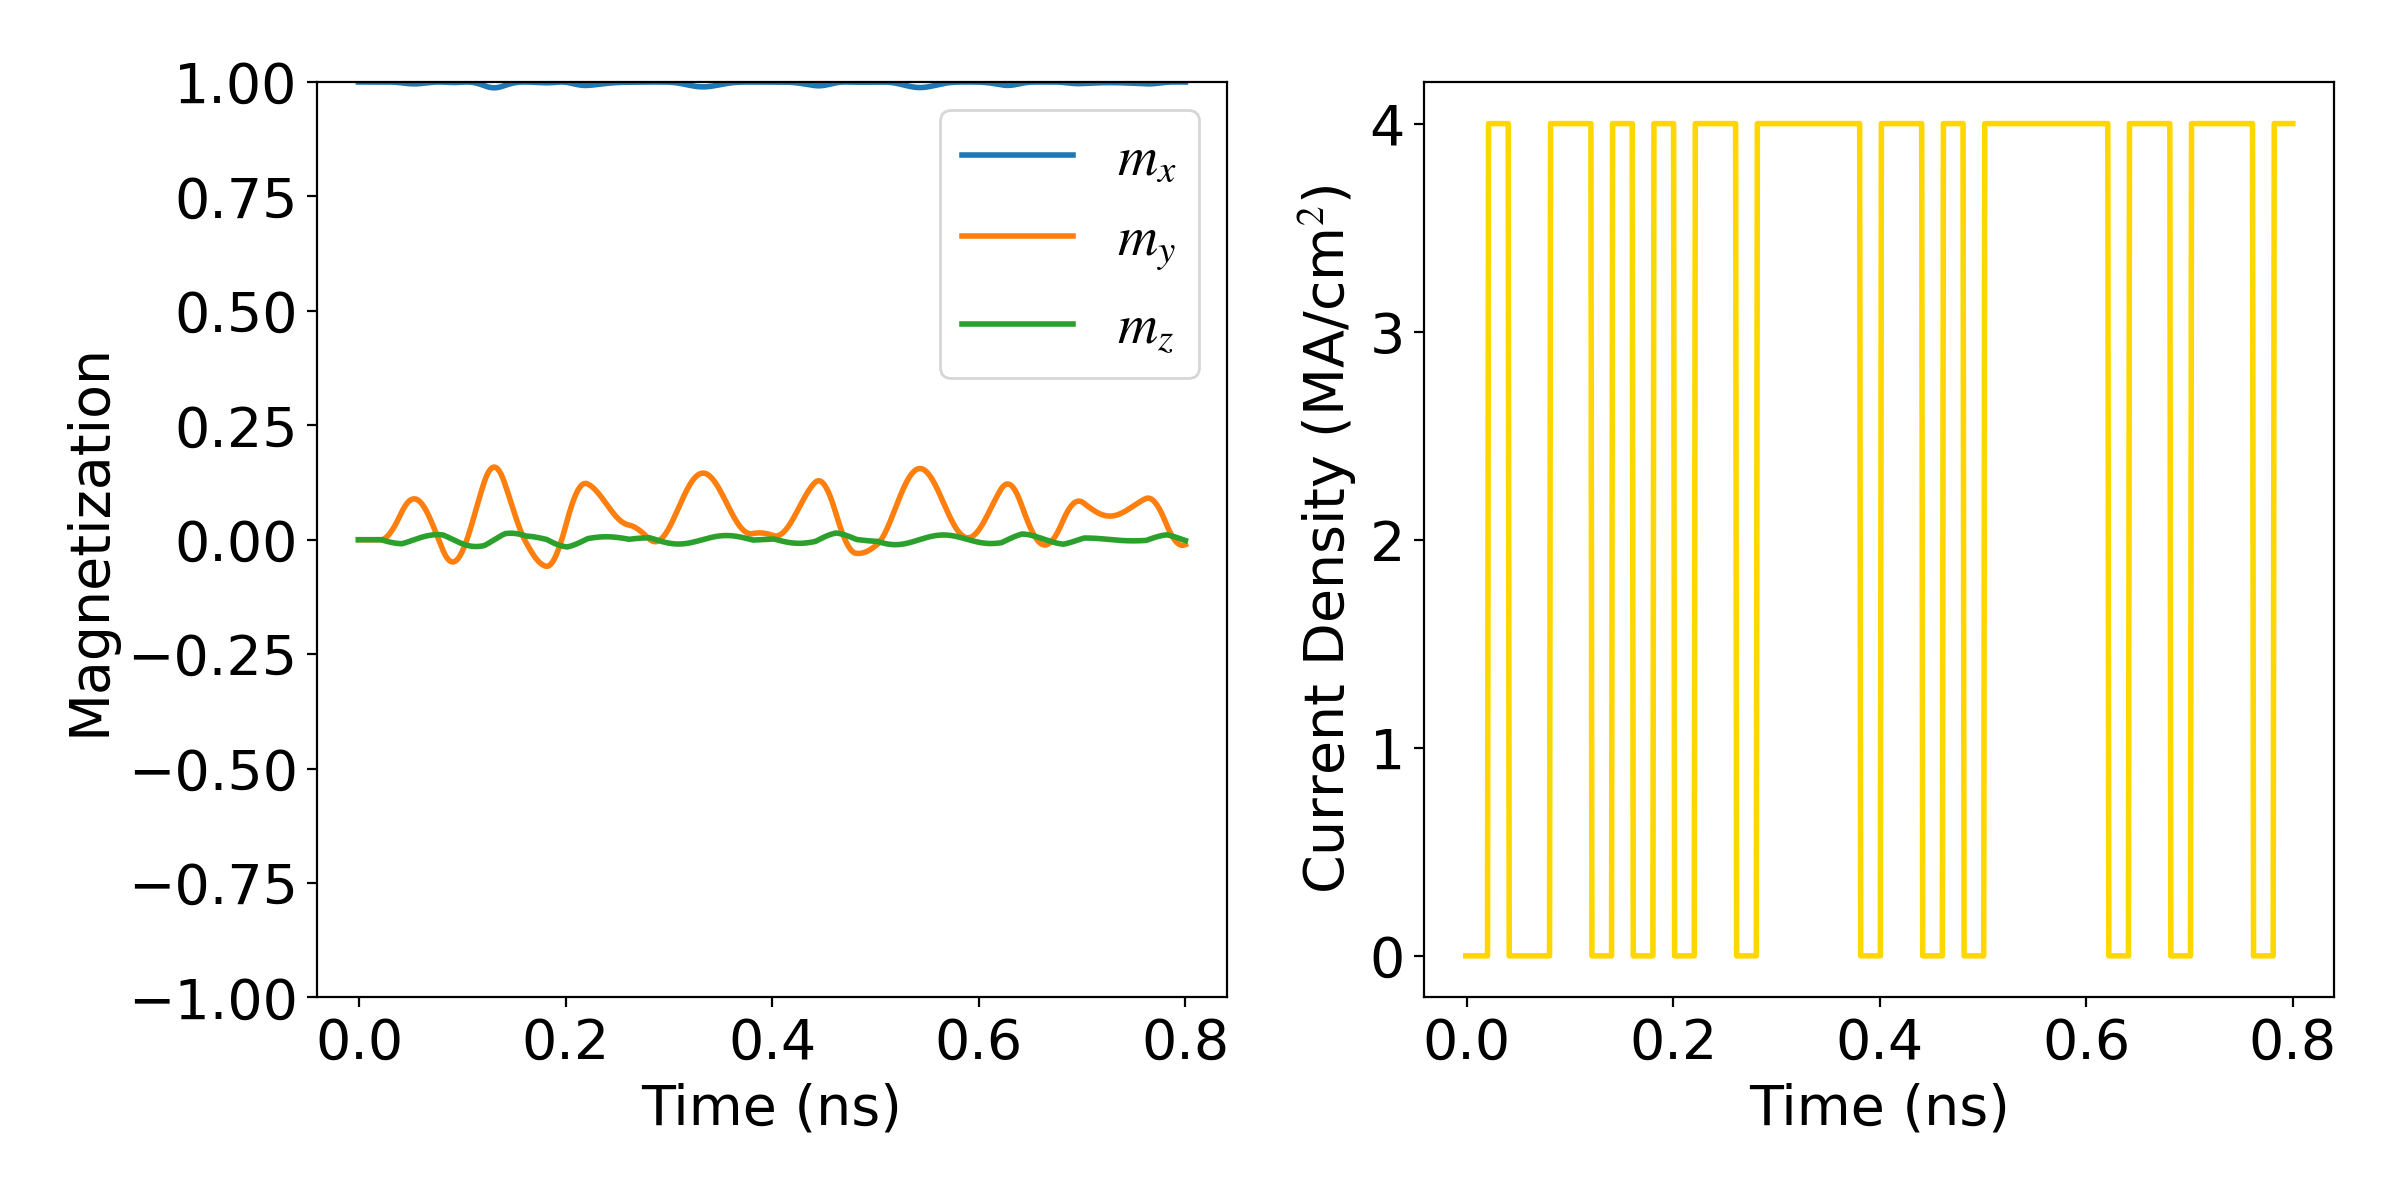 1.00
0.75
0.50
0.25
0.00
−0.25
−0.50
−0.75
−1.00
Magnetization
0.0 0.2 0.4 0.6 0.8
Time (ns)
m_x
m_y
m_z
4
3
2
1
0
Current Density (MA/cm²)
0.0 0.2 0.4 0.6 0.8
Time (ns)